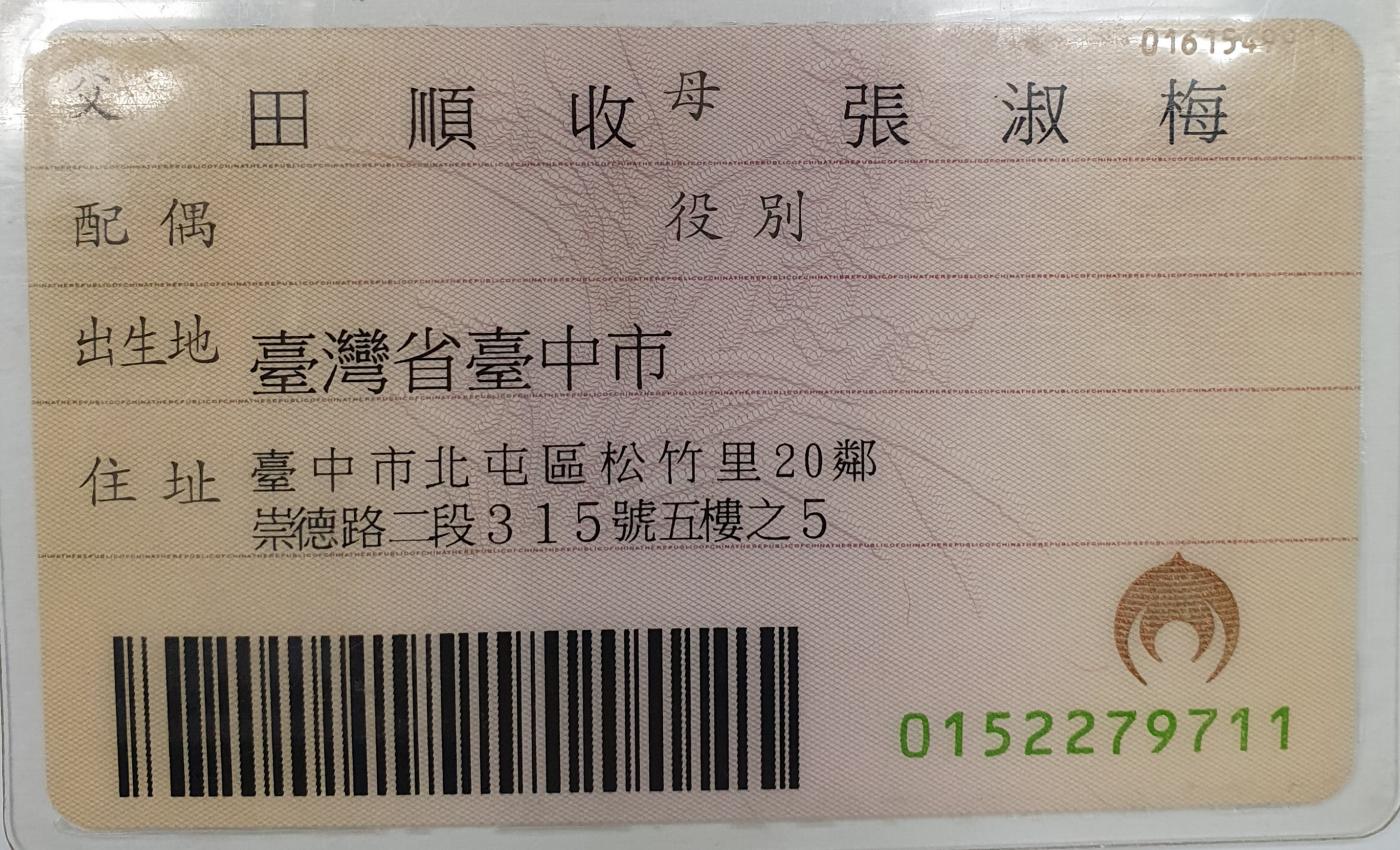 父 田順收 母 張淑梅
配偶 役別
出生地 臺灣省臺中市
住址 臺中市北屯區松竹里20鄰
崇德路二段315號五樓之5
0152279711